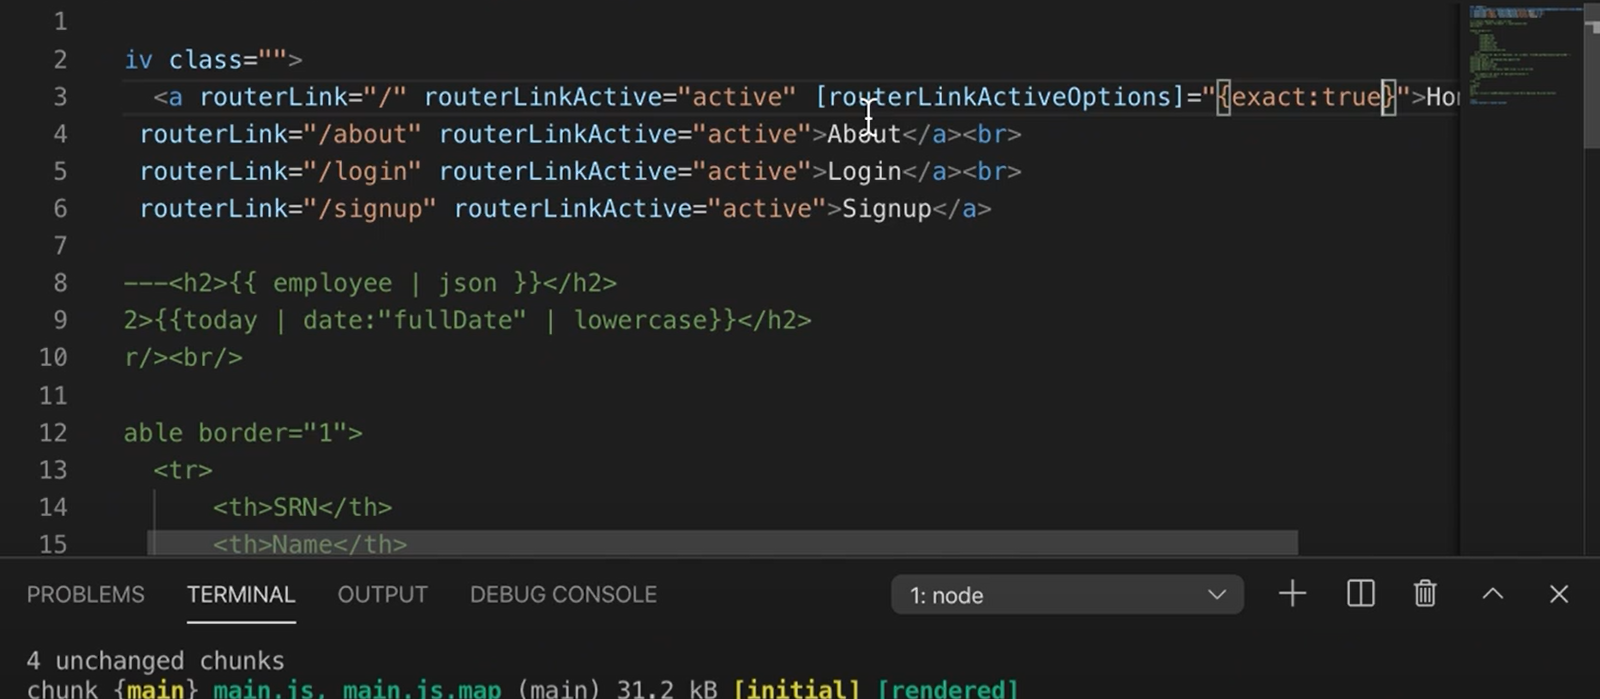 1
2 iv class="">
3 <a routerLink="/" routerLinkActive="active" [routerLinkActiveOptions]="{exact:true}">Ho
4 routerLink="/about" routerLinkActive="active">About</a><br>
5 routerLink="/login" routerLinkActive="active">Login</a><br>
6 routerLink="/signup" routerLinkActive="active">Signup</a>
7
8 ---<h2>{{ employee | json }}</h2>
9 2>{{today | date:"fullDate" | lowercase}}</h2>
10 r/><br/>
11
12 able border="1">
13 <tr>
14 <th>SRN</th>
15 <th>Name</th>
PROBLEMS TERMINAL OUTPUT DEBUG CONSOLE 1: node
4 unchanged chunks
chunk {main} main.js, main.js.map (main) 31.2 kB [initial] [rendered]